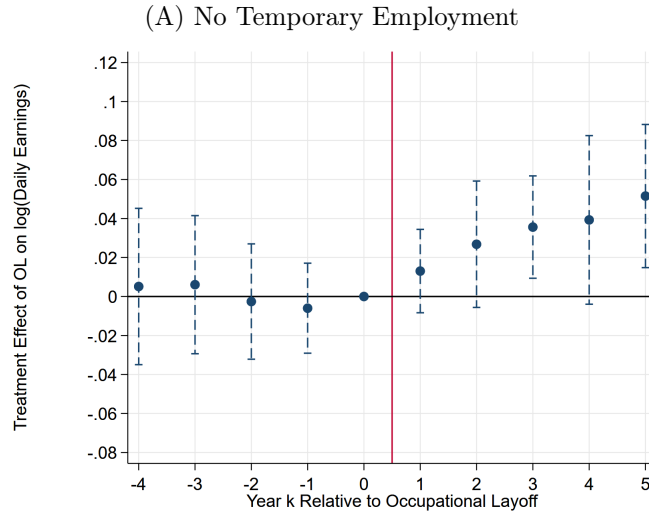 (A) No Temporary Employment
Treatment Effect of OL on log(Daily Earnings)
.12
.1
.08
.06
.04
.02
0
-.02
-.04
-.06
-.08
-4 -3 -2 -1 0 1 2 3 4 5
Year k Relative to Occupational Layoff